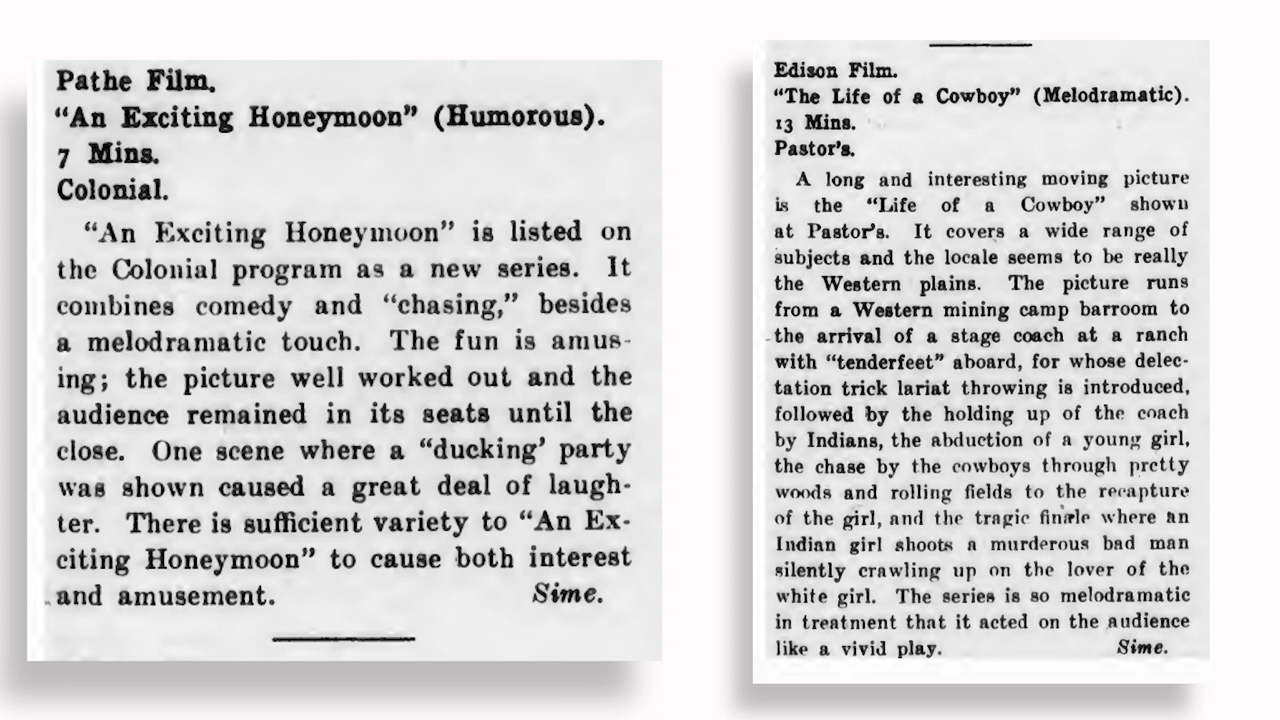 Pathe Film.
"An Exciting Honeymoon" (Humorous).
7 Mins.
Colonial.
"An Exciting Honeymoon" is listed on
the Colonial program as a new series. It
combines comedy and "chasing," besides
a melodramatic touch. The fun is amus-
ing; the picture well worked out and the
audience remained in its seats until the
close. One scene where a "ducking' party
was shown caused a great deal of laugh-
ter. There is sufficient variety to "An Ex-
citing Honeymoon" to cause both interest
and amusement. Sime.
Edison Film.
"The Life of a Cowboy" (Melodramatic).
13 Mins.
Pastor's.
A long and interesting moving picture
is the "Life of a Cowboy" shown
at Pastor's. It covers a wide range of
subjects and the locale seems to be really
the Western plains. The picture runs
from a Western mining camp barroom to
the arrival of a stage coach at a ranch
with "tenderfeet" aboard, for whose delec-
tation trick lariat throwing is introduced,
followed by the holding up of the coach
by Indians, the abduction of a young girl,
the chase by the cowboys through pretty
woods and rolling fields to the recapture
of the girl, and the tragic finale where an
Indian girl shoots a murderous bad man
silently crawling up on the lover of the
white girl. The series is so melodramatic
in treatment that it acted on the audience
like a vivid play. Sime.